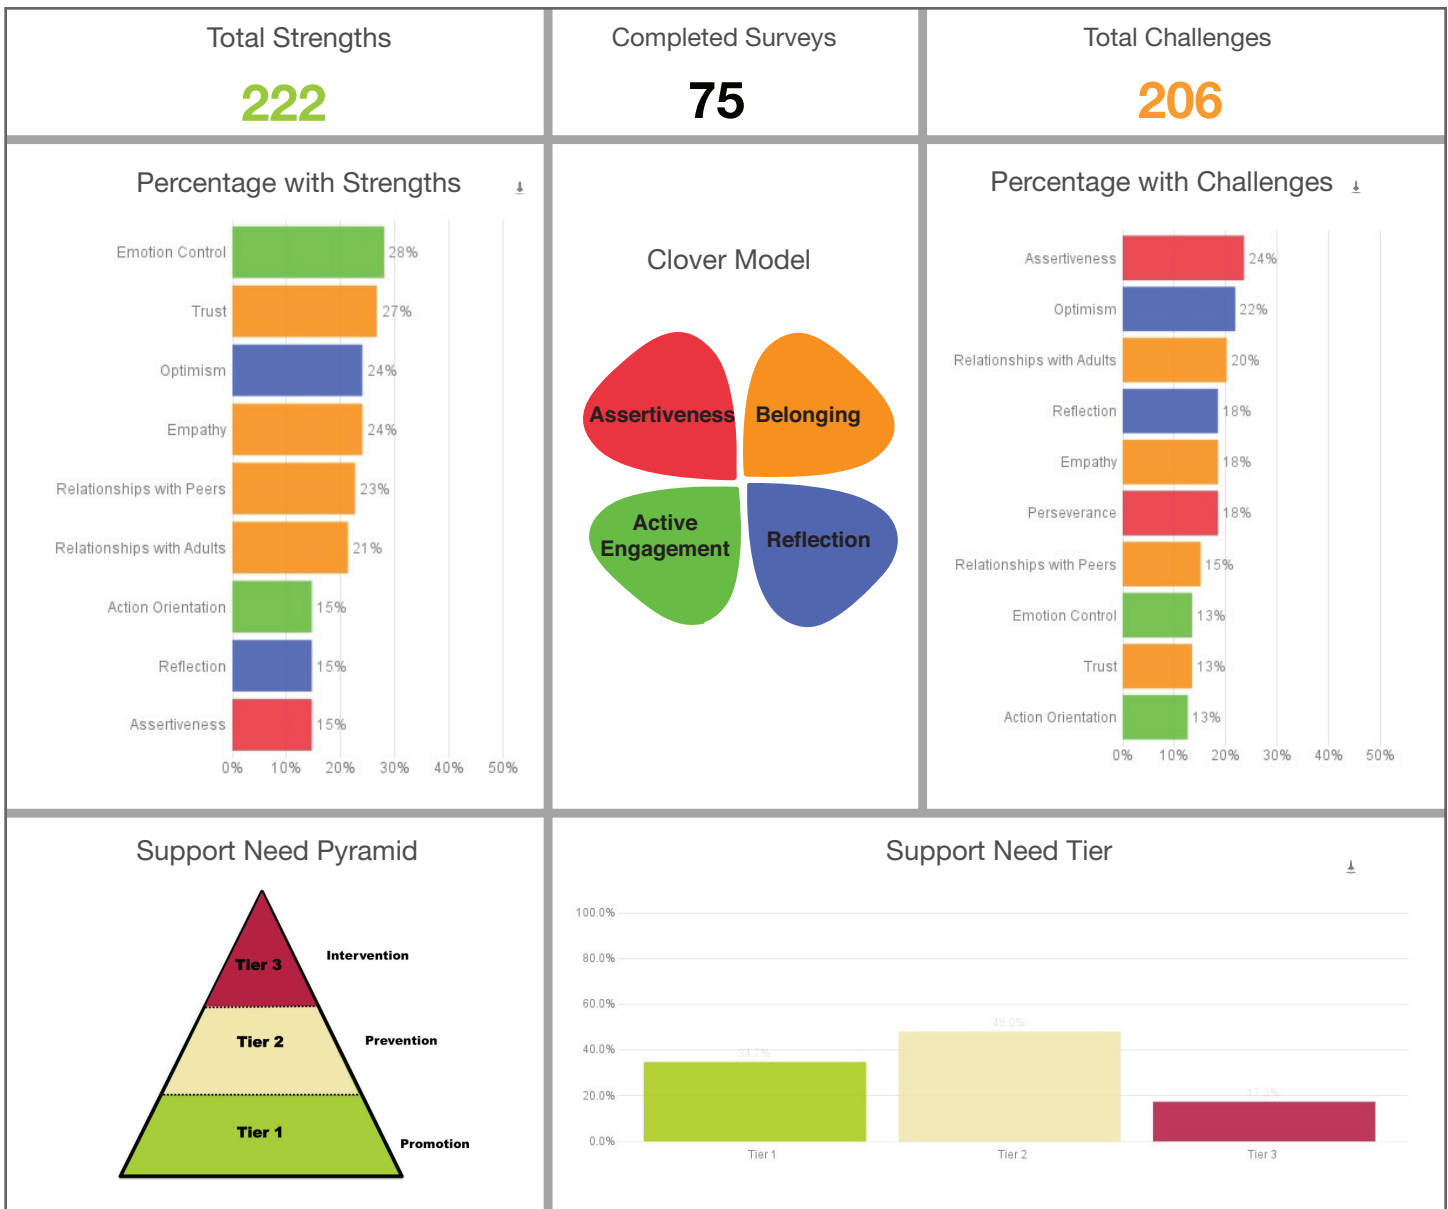 Total Strengths
222
Completed Surveys
75
Total Challenges
206
Percentage with Strengths
Emotion Control 28%
Trust 27%
Optimism 24%
Empathy 24%
Relationships with Peers 23%
Relationships with Adults 21%
Action Orientation 15%
Reflection 15%
Assertiveness 15%
0% 10% 20% 30% 40% 50%
Clover Model
Assertiveness
Belonging
Active
Engagement
Reflection
Percentage with Challenges
Assertiveness 24%
Optimism 22%
Relationships with Adults 20%
Reflection 18%
Empathy 18%
Perseverance 18%
Relationships with Peers 15%
Emotion Control 13%
Trust 13%
Action Orientation 13%
0% 10% 20% 30% 40% 50%
Support Need Pyramid
Tier 3
Intervention
Tier 2
Prevention
Tier 1
Promotion
Support Need Tier
100.0%
80.0%
60.0%
40.0%
20.0%
0.0%
34.7%
48.0%
17.3%
Tier 1 Tier 2 Tier 3